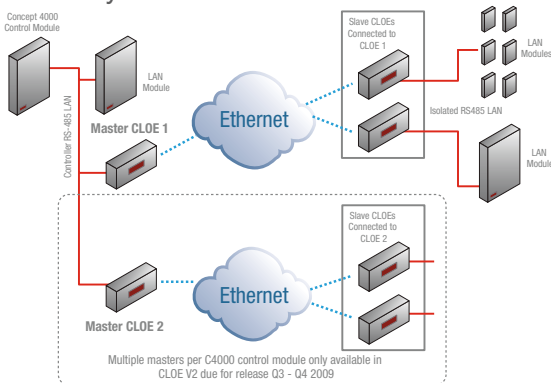 Concept 4000
Control Module
LAN
Module
Controller RS-485 LAN
Master CLOE 1
Ethernet
Slave CLOEs
Connected to
CLOE 1
LAN
Modules
Isolated RS485 LAN
LAN
Module
Master CLOE 2
Ethernet
Slave CLOEs
Connected to
CLOE 2
Multiple masters per C4000 control module only available in
CLOE V2 due for release Q3 - Q4 2009